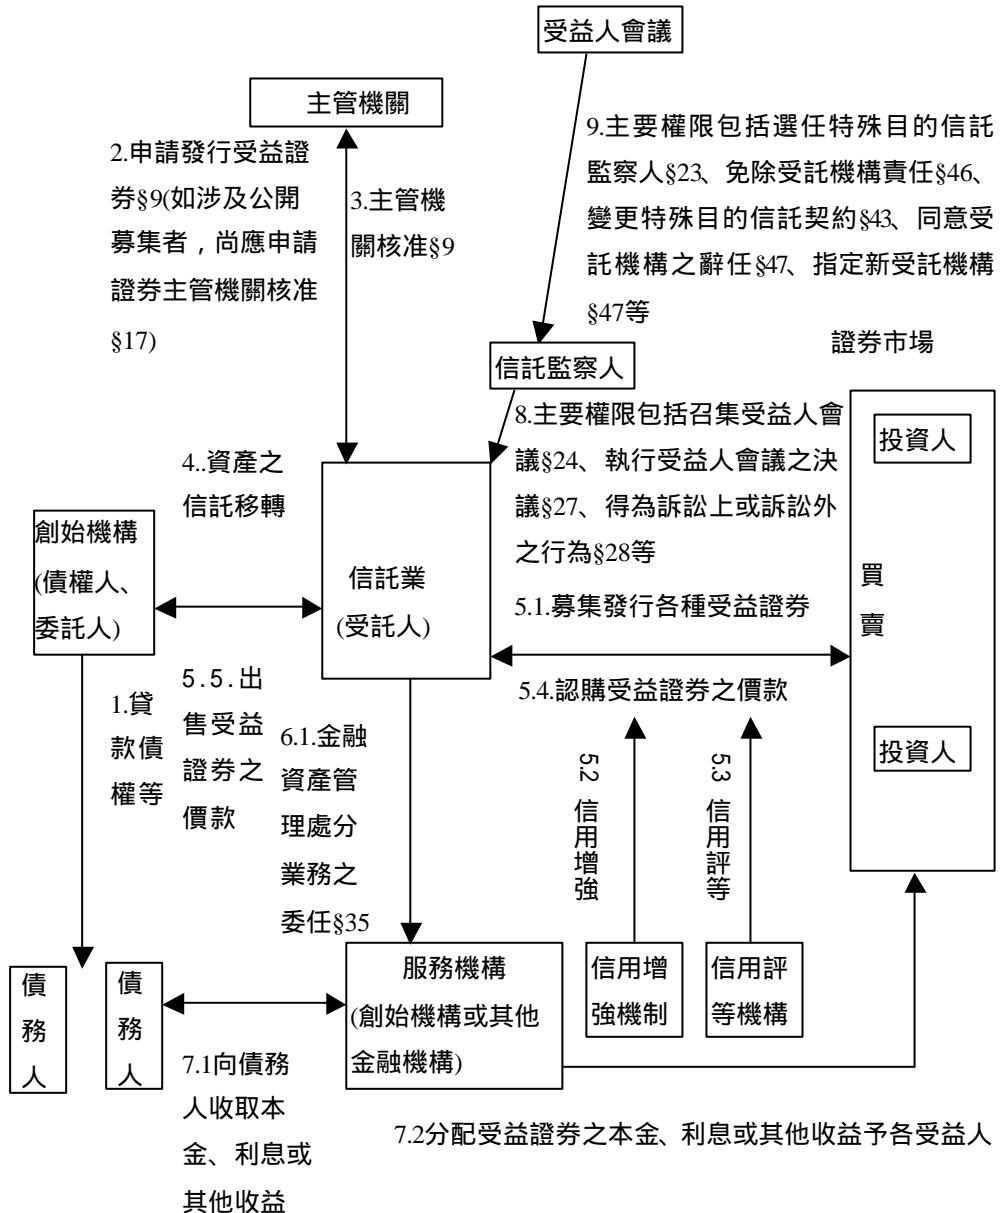 受益人會議
主管機關
2.申請發行受益證
券§9(如涉及公開
募集者，尚應申請
證券主管機關核准
§17)
3.主管機
關核准§9
9.主要權限包括選任特殊目的信託
監察人§23、免除受託機構責任§46、
變更特殊目的信託契約§43、同意受
託機構之辭任§47、指定新受託機構
§47等
證券市場
信託監察人
8.主要權限包括召集受益人會
議§24、執行受益人會議之決
議§27、得為訴訟上或訴訟外
之行為§28等
投資人
買
賣
投資人
4..資產之
信託移轉
創始機構
(債權人、
委託人)
信託業
(受託人)
5.1.募集發行各種受益證券
5.4.認購受益證券之價款
1.貸
款債
權等
5.5.出
售受益
證券之
價款
6.1.金融
資產管
理處分
業務之
委任§35
5.2 信用增強
5.3 信用評等
債
務
人
債
務
人
服務機構
(創始機構或其他
金融機構)
信用增
強機制
信用評
等機構
7.1向債務
人收取本
金、利息或
其他收益
7.2分配受益證券之本金、利息或其他收益予各受益人